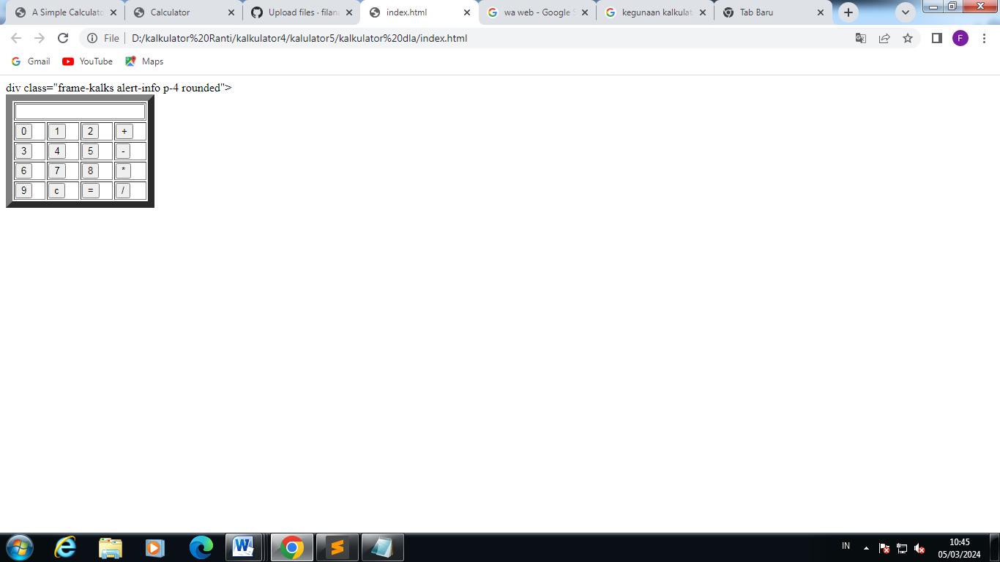 A Simple Calculato
Calculator
Upload files · filana
index.html
wa web - Google S
kegunaan kalkulat
Tab Baru
File
D:/kalkulator%20Ranti/kalkulator4/kalulator5/kalkulator%20dla/index.html
F
Gmail
YouTube
Maps
div class="frame-kalks alert-info p-4 rounded">
0 1 2 +
3 4 5 -
6 7 8 *
9 c = /
IN
10:45
05/03/2024